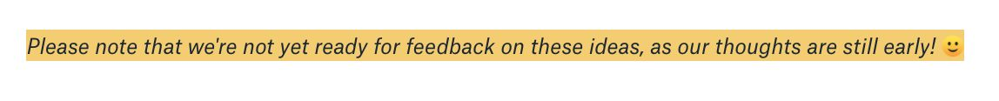 Please note that we're not yet ready for feedback on these ideas, as our thoughts are still early! 🙂